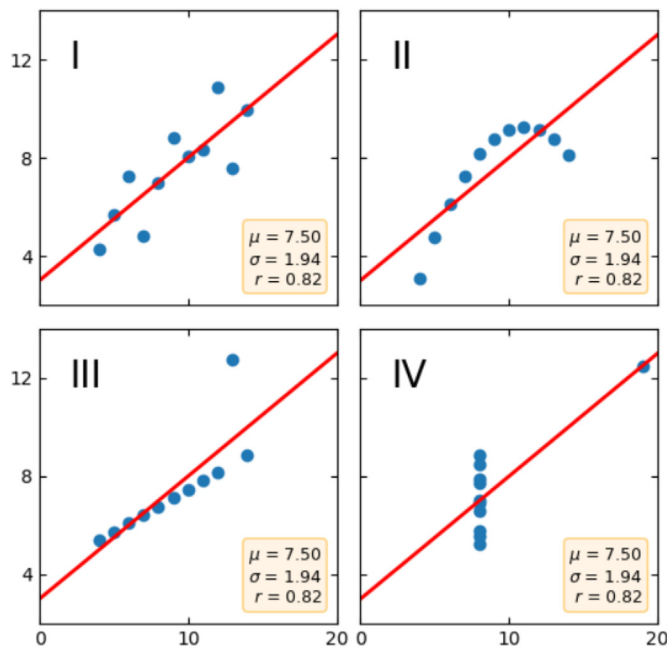 I
II
12
8
4
μ = 7.50
σ = 1.94
r = 0.82
μ = 7.50
σ = 1.94
r = 0.82
III
IV
12
8
4
μ = 7.50
σ = 1.94
r = 0.82
μ = 7.50
σ = 1.94
r = 0.82
0
10
20
0
10
20